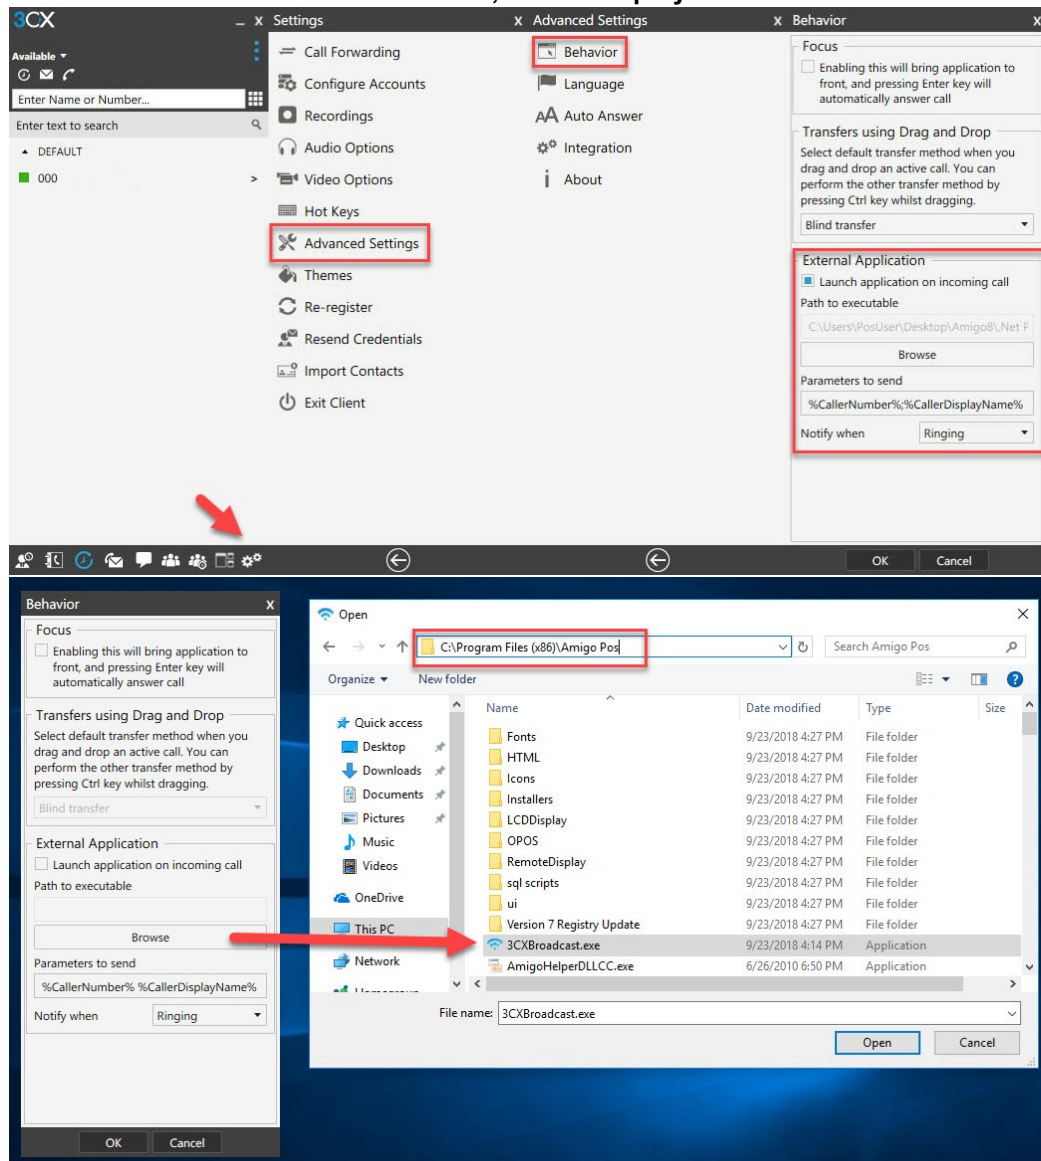 3CX
_ x
Settings
x
Advanced Settings
x
Behavior
x
Available
Enter Name or Number...
Enter text to search
DEFAULT
000
>
Call Forwarding
Configure Accounts
Recordings
Audio Options
Video Options
Hot Keys
Advanced Settings
Themes
Re-register
Resend Credentials
Import Contacts
Exit Client
Behavior
Language
AA Auto Answer
Integration
i About
Focus
Enabling this will bring application to
front, and pressing Enter key will
automatically answer call
Transfers using Drag and Drop
Select default transfer method when you
drag and drop an active call. You can
perform the other transfer method by
pressing Ctrl key whilst dragging.
Blind transfer
External Application
Launch application on incoming call
Path to executable
C:\Users\PosUser\Desktop\Amigo8\.Net F
Browse
Parameters to send
%CallerNumber%;%CallerDisplayName%
Notify when Ringing
OK Cancel
Behavior x
Focus
Enabling this will bring application to
front, and pressing Enter key will
automatically answer call
Transfers using Drag and Drop
Select default transfer method when you
drag and drop an active call. You can
perform the other transfer method by
pressing Ctrl key whilst dragging.
Blind transfer
External Application
Launch application on incoming call
Path to executable
Browse
Parameters to send
%CallerNumber% %CallerDisplayName%
Notify when Ringing
OK Cancel
Open
C:\Program Files (x86)\Amigo Pos
Search Amigo Pos
Organize New folder
Quick access
Desktop
Downloads
Documents
Pictures
Music
Videos
OneDrive
This PC
Network
Name Date modified Type Size
Fonts 9/23/2018 4:27 PM File folder
HTML 9/23/2018 4:27 PM File folder
Icons 9/23/2018 4:27 PM File folder
Installers 9/23/2018 4:27 PM File folder
LCDDisplay 9/23/2018 4:27 PM File folder
OPOS 9/23/2018 4:27 PM File folder
RemoteDisplay 9/23/2018 4:27 PM File folder
sql scripts 9/23/2018 4:27 PM File folder
ui 9/23/2018 4:27 PM File folder
Version 7 Registry Update 9/23/2018 4:27 PM File folder
3CXBroadcast.exe 9/23/2018 4:14 PM Application
AmigoHelperDLLCC.exe 6/26/2010 6:50 PM Application
File name: 3CXBroadcast.exe
Open Cancel